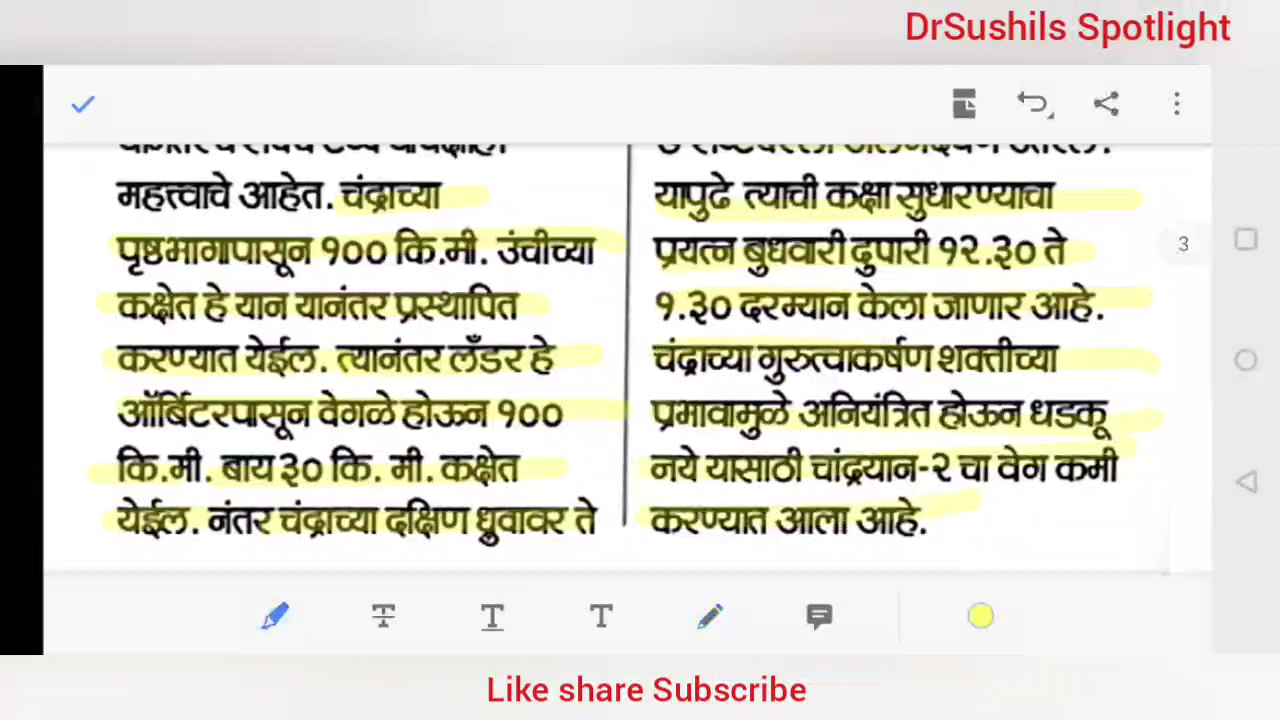 DrSushils Spotlight
महत्त्वाचे आहेत. चंद्राच्या
पृष्ठभागापासून १०० कि.मी. उंचीच्या
कक्षेत हे यान यानंतर प्रस्थापित
करण्यात येईल. त्यानंतर लँडर हे
ऑर्बिटरपासून वेगळे होऊन १००
कि.मी. बाय ३० कि. मी. कक्षेत
येईल. नंतर चंद्राच्या दक्षिण ध्रुवावर ते
यापुढे त्याची कक्षा सुधारण्याचा
प्रयत्न बुधवारी दुपारी १२.३० ते
१.३० दरम्यान केला जाणार आहे.
चंद्राच्या गुरुत्वाकर्षण शक्तीच्या
प्रभावामुळे अनियंत्रित होऊन धडकू
नये यासाठी चांद्रयान-२ चा वेग कमी
करण्यात आला आहे.
3
Like share Subscribe